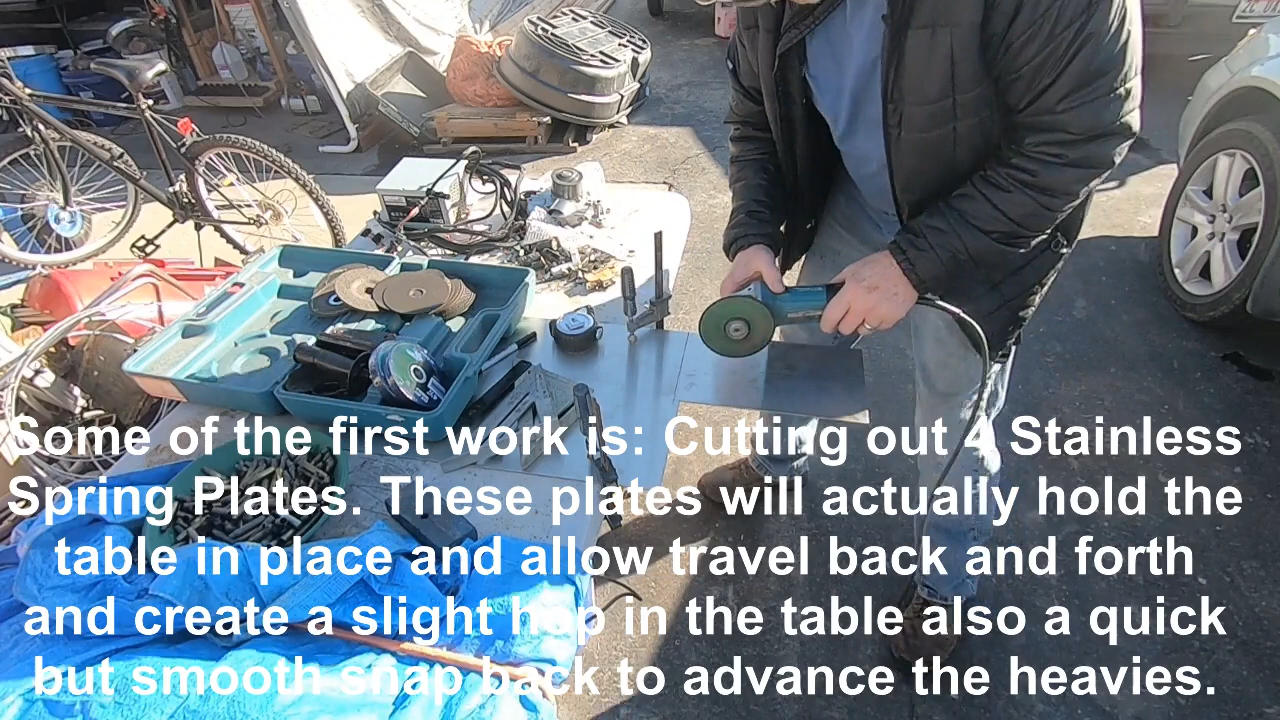 Some of the first work is: Cutting out 4 Stainless
Spring Plates. These plates will actually hold the
table in place and allow travel back and forth
and create a slight hop in the table also a quick
but smooth snap back to advance the heavies.